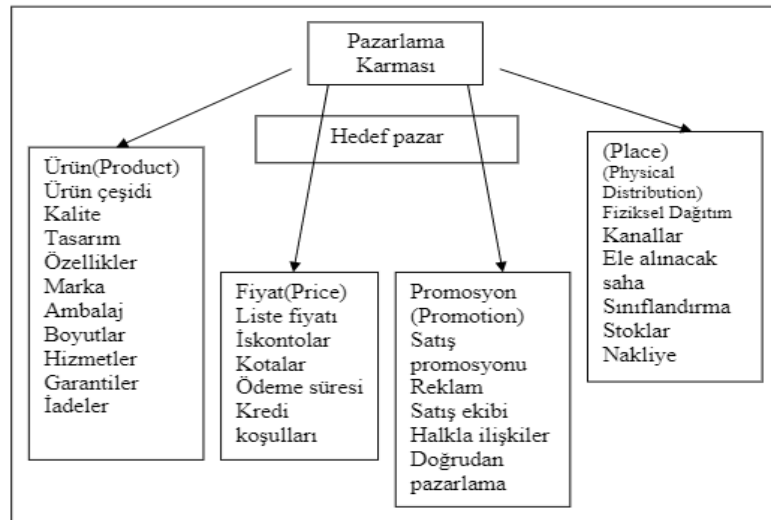 Pazarlama
Karması
Hedef pazar
Ürün(Product)
Ürün çeşidi
Kalite
Tasarım
Özellikler
Marka
Ambalaj
Boyutlar
Hizmetler
Garantiler
İadeler
Fiyat(Price)
Liste fiyatı
İskontolar
Kotalar
Ödeme süresi
Kredi
koşulları
Promosyon
(Promotion)
Satış
promosyonu
Reklam
Satış ekibi
Halkla ilişkiler
Doğrudan
pazarlama
(Place)
(Physical
Distribution)
Fiziksel Dağıtım
Kanallar
Ele alınacak
saha
Sınıflandırma
Stoklar
Nakliye